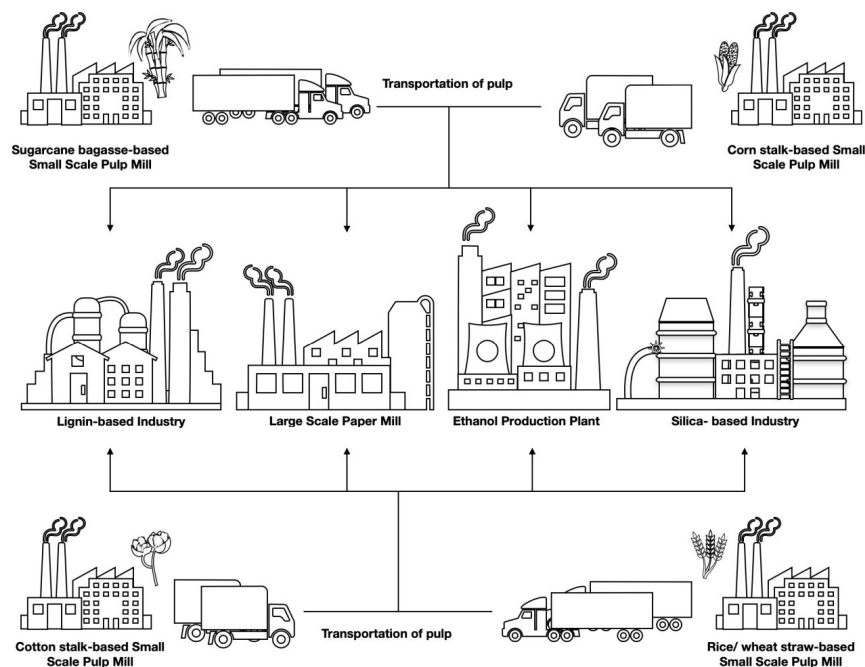 Transportation of pulp
Sugarcane bagasse-based
Small Scale Pulp Mill
Corn stalk-based Small
Scale Pulp Mill
Lignin-based Industry
Large Scale Paper Mill
Ethanol Production Plant
Silica- based Industry
Cotton stalk-based Small
Scale Pulp Mill
Transportation of pulp
Rice/ wheat straw-based
Small Scale Pulp Mill